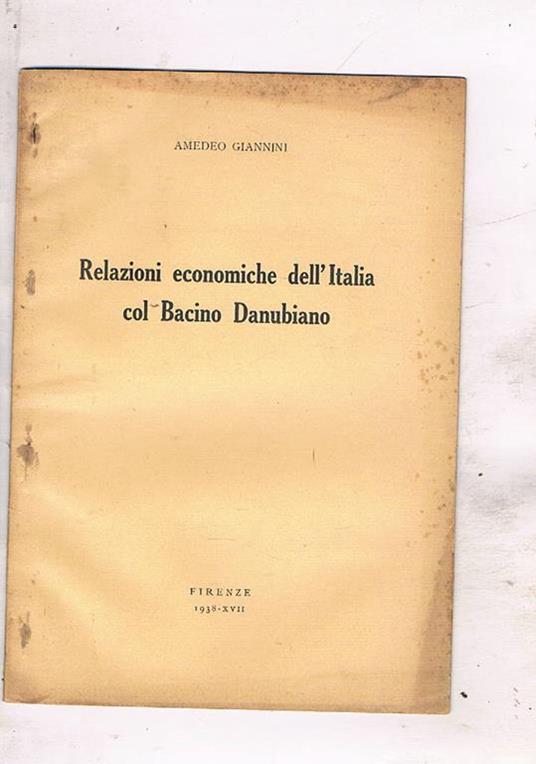 AMEDEO GIANNINI
Relazioni economiche dell'Italia
col Bacino Danubiano
FIRENZE
1938-XVII